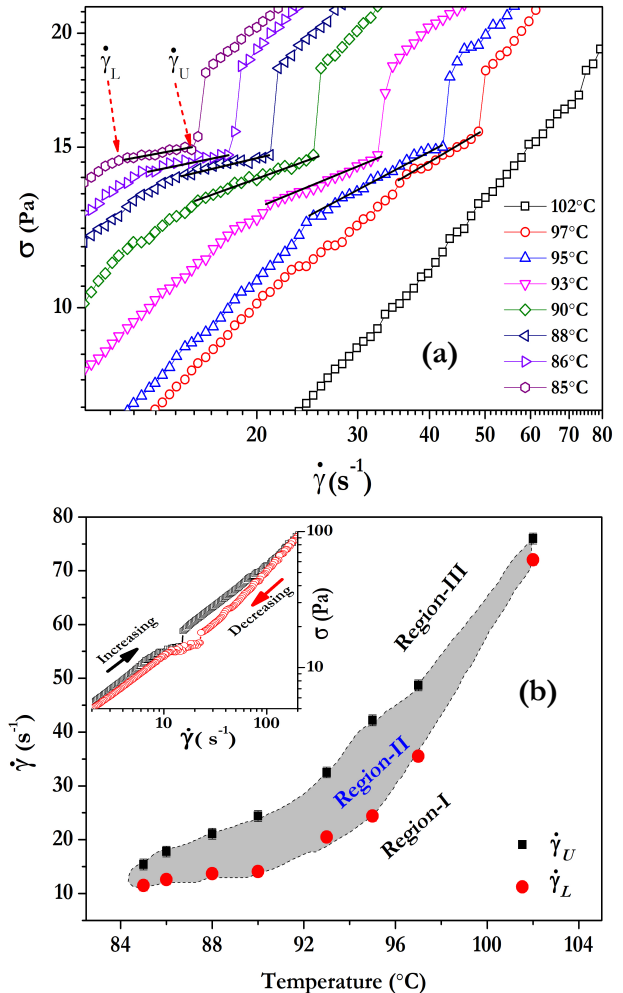 20
15
10
σ (Pa)
γ̇L
γ̇U
102°C
97°C
95°C
93°C
90°C
88°C
86°C
85°C
(a)
20 30 40 50 60 70 80
γ̇ (s-1)
80
70
60
50
40
30
20
10
γ̇ (s-1)
100
10
σ (Pa)
Increasing
Decreasing
10 100
γ̇ ( s-1)
Region-III
Region-II
Region-I
(b)
γ̇U
γ̇L
84 88 92 96 100 104
Temperature (°C)